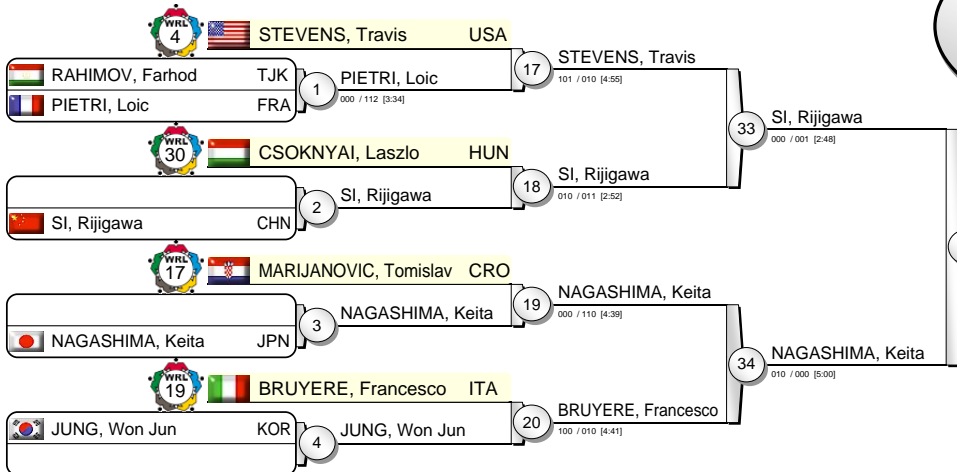 WRL
4
STEVENS, Travis USA
RAHIMOV, Farhod TJK
PIETRI, Loic FRA
1
PIETRI, Loic
000 / 112 [3:34]
17
STEVENS, Travis
101 / 010 [4:55]
WRL
30
CSOKNYAI, Laszlo HUN
SI, Rijigawa CHN
2
SI, Rijigawa
18
SI, Rijigawa
010 / 011 [2:52]
33
SI, Rijigawa
000 / 001 [2:48]
WRL
17
MARIJANOVIC, Tomislav CRO
NAGASHIMA, Keita JPN
3
NAGASHIMA, Keita
19
NAGASHIMA, Keita
000 / 110 [4:39]
WRL
19
BRUYERE, Francesco ITA
JUNG, Won Jun KOR
4
JUNG, Won Jun
20
BRUYERE, Francesco
100 / 010 [4:41]
34
NAGASHIMA, Keita
010 / 000 [5:00]